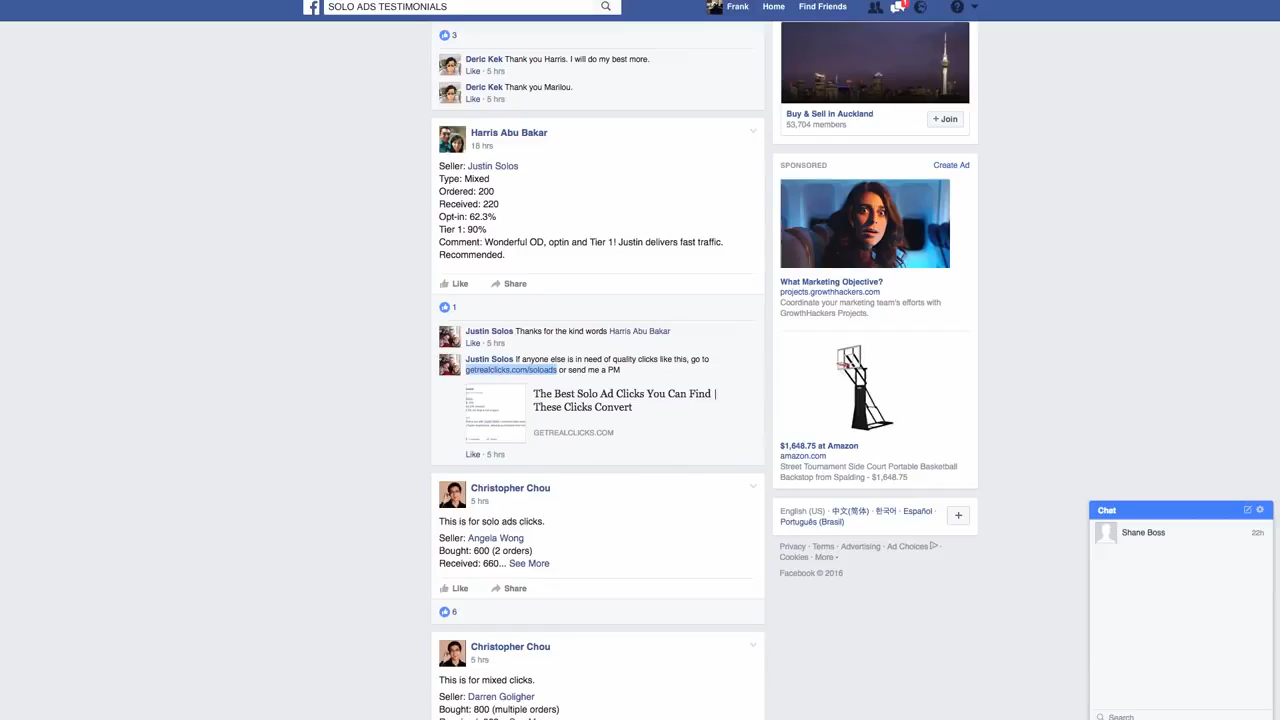 SOLO ADS TESTIMONIALS
Frank
Home
Find Friends
1
3
Deric Kek Thank you Harris. I will do my best more.
Like · 5 hrs
Deric Kek Thank you Marilou.
Like · 5 hrs
Harris Abu Bakar
18 hrs
Seller: Justin Solos
Type: Mixed
Ordered: 200
Received: 220
Opt-in: 62.3%
Tier 1: 90%
Comment: Wonderful OD, optin and Tier 1! Justin delivers fast traffic.
Recommended.
Like Share
1
Justin Solos Thanks for the kind words Harris Abu Bakar
Like · 5 hrs
Justin Solos If anyone else is in need of quality clicks like this, go to
getrealclicks.com/soloads or send me a PM
The Best Solo Ad Clicks You Can Find |
These Clicks Convert
GETREALCLICKS.COM
Like · 5 hrs
Christopher Chou
5 hrs
This is for solo ads clicks.
Seller: Angela Wong
Bought: 600 (2 orders)
Received: 660... See More
Like Share
6
Christopher Chou
5 hrs
This is for mixed clicks.
Seller: Darren Goligher
Bought: 800 (multiple orders)
Buy & Sell in Auckland
53,704 members
+ Join
SPONSORED
Create Ad
What Marketing Objective?
projects.growthhackers.com
Coordinate your marketing team's efforts with
GrowthHackers Projects.
$1,648.75 at Amazon
amazon.com
Street Tournament Side Court Portable Basketball
Backstop from Spalding - $1,648.75
English (US) · 中文(简体) · 한국어 · Español ·
Português (Brasil)
+
Privacy · Terms · Advertising · Ad Choices ·
Cookies · More
Facebook © 2016
Chat
Shane Boss
22h
Search